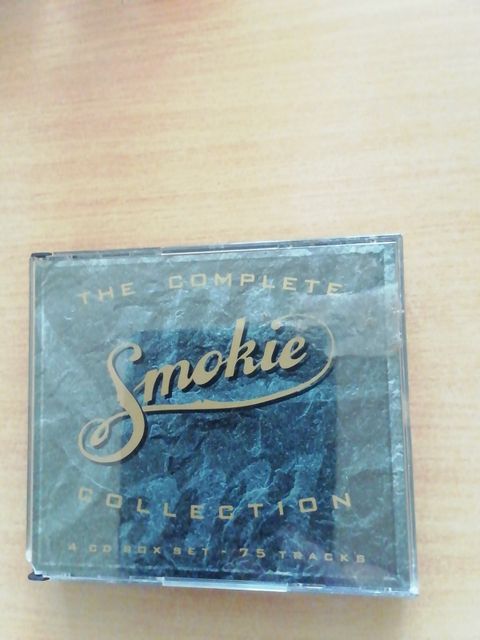 THE COMPLETE
Smokie
COLLECTION
4 CD BOX SET - 75 TRACKS